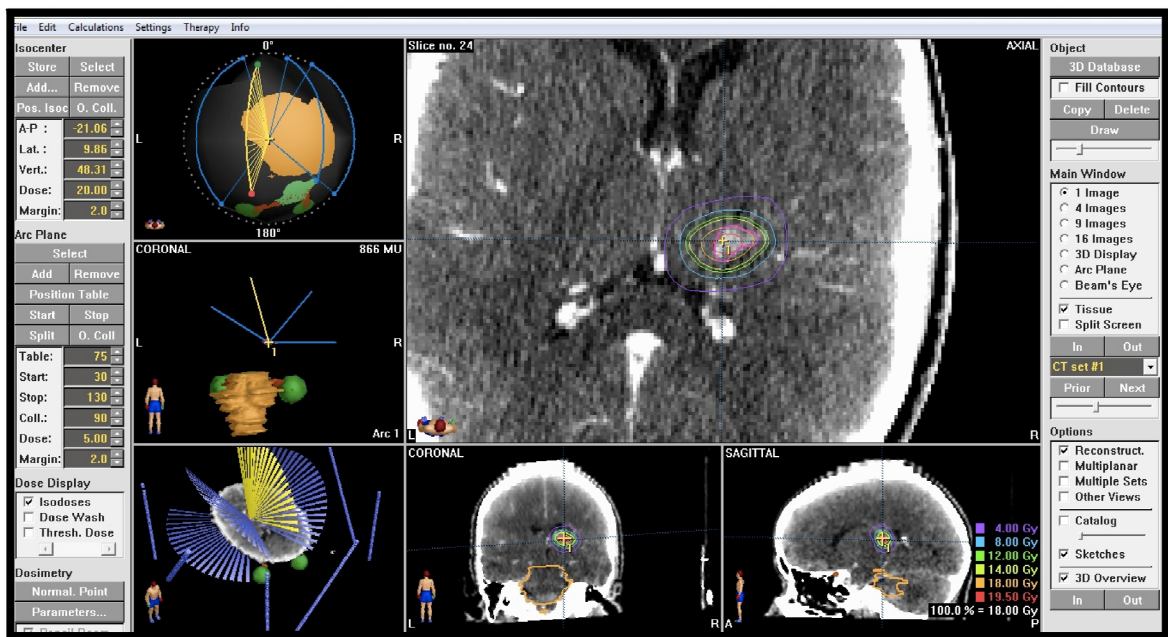 File Edit Calculations Settings Therapy Info
Isocenter
Store Select
Add... Remove
Pos. Isoc O. Coll.
A-P : -21.06
Lat. : 9.86
Vert.: 48.31
Dose: 20.00
Margin: 2.0
Arc Plane
Select
Add Remove
Position Table
Start Stop
Split O. Coll
Table: 75
Start: 30
Stop: 130
Coll.: 90
Dose: 5.00
Margin: 2.0
Dose Display
Isodoses
Dose Wash
Thresh. Dose
Dosimetry
Normal. Point
Parameters...
Pencil Beam
0°
L R
180°
CORONAL 866 MU
L R
1
Arc 1
Slice no. 24 AXIAL
1
L R
CORONAL
1
L R
SAGITTAL
1
4.00 Gy
8.00 Gy
12.00 Gy
14.00 Gy
18.00 Gy
19.50 Gy
100.0 % = 18.00 Gy
A P
Object
3D Database
Fill Contours
Copy Delete
Draw
Main Window
1 Image
4 Images
9 Images
16 Images
3D Display
Arc Plane
Beam's Eye
Tissue
Split Screen
In Out
CT set #1
Prior Next
Options
Reconstruct.
Multiplanar
Multiple Sets
Other Views
Catalog
Sketches
3D Overview
In Out